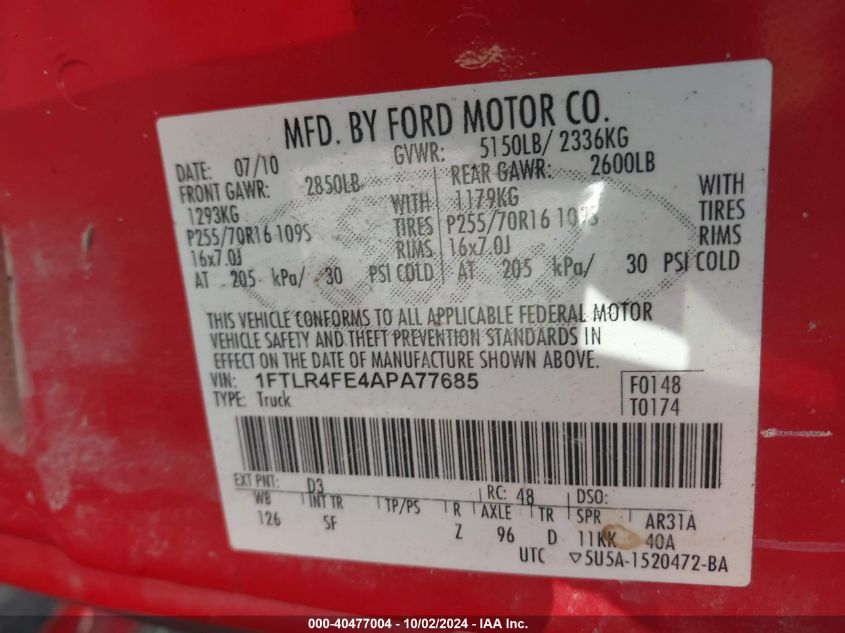 MFD. BY FORD MOTOR CO.
DATE: 07/10 GVWR: 5150LB/ 2336KG
FRONT GAWR: 2850LB REAR GAWR: 2600LB
1293KG WITH 1179KG WITH
P255/70R16 109S TIRES P255/70R16 109S TIRES
16x7.0J RIMS 16x7.0J RIMS
AT 205 kPa/ 30 PSI COLD AT 205 kPa/ 30 PSI COLD
THIS VEHICLE CONFORMS TO ALL APPLICABLE FEDERAL MOTOR
VEHICLE SAFETY AND THEFT PREVENTION STANDARDS IN
EFFECT ON THE DATE OF MANUFACTURE SHOWN ABOVE.
VIN: 1FTLR4FE4APA77685 F0148
TYPE: Truck T0174
EXT PNT: D3 RC: 48 DSO:
WB INT TR TP/PS R AXLE TR SPR AR31A
126 SF Z 96 D 11KK 40A
UTC ▽5U5A-1520472-BA
000-40477004 - 10/02/2024 - IAA Inc.